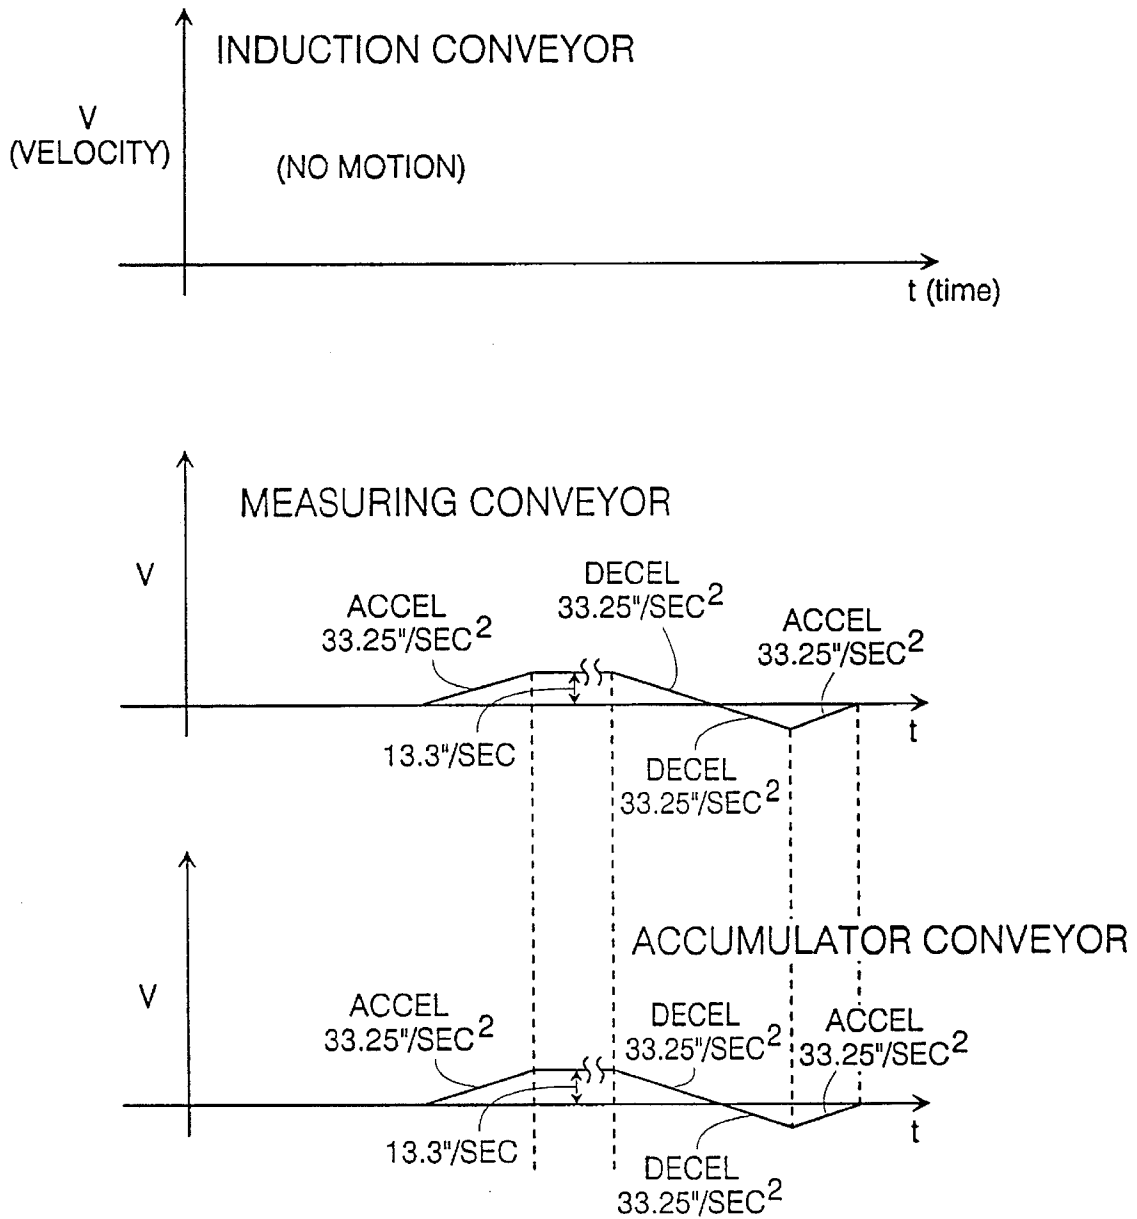 INDUCTION CONVEYOR
V
(VELOCITY)
(NO MOTION)
t (time)
MEASURING CONVEYOR
V
DECEL
33.25"/SEC²
ACCEL
33.25"/SEC²
ACCEL
33.25"/SEC²
t
13.3"/SEC
DECEL
33.25"/SEC²
ACCUMULATOR CONVEYOR
V
ACCEL
33.25"/SEC²
DECEL
33.25"/SEC²
ACCEL
33.25"/SEC²
t
13.3"/SEC
DECEL
33.25"/SEC²